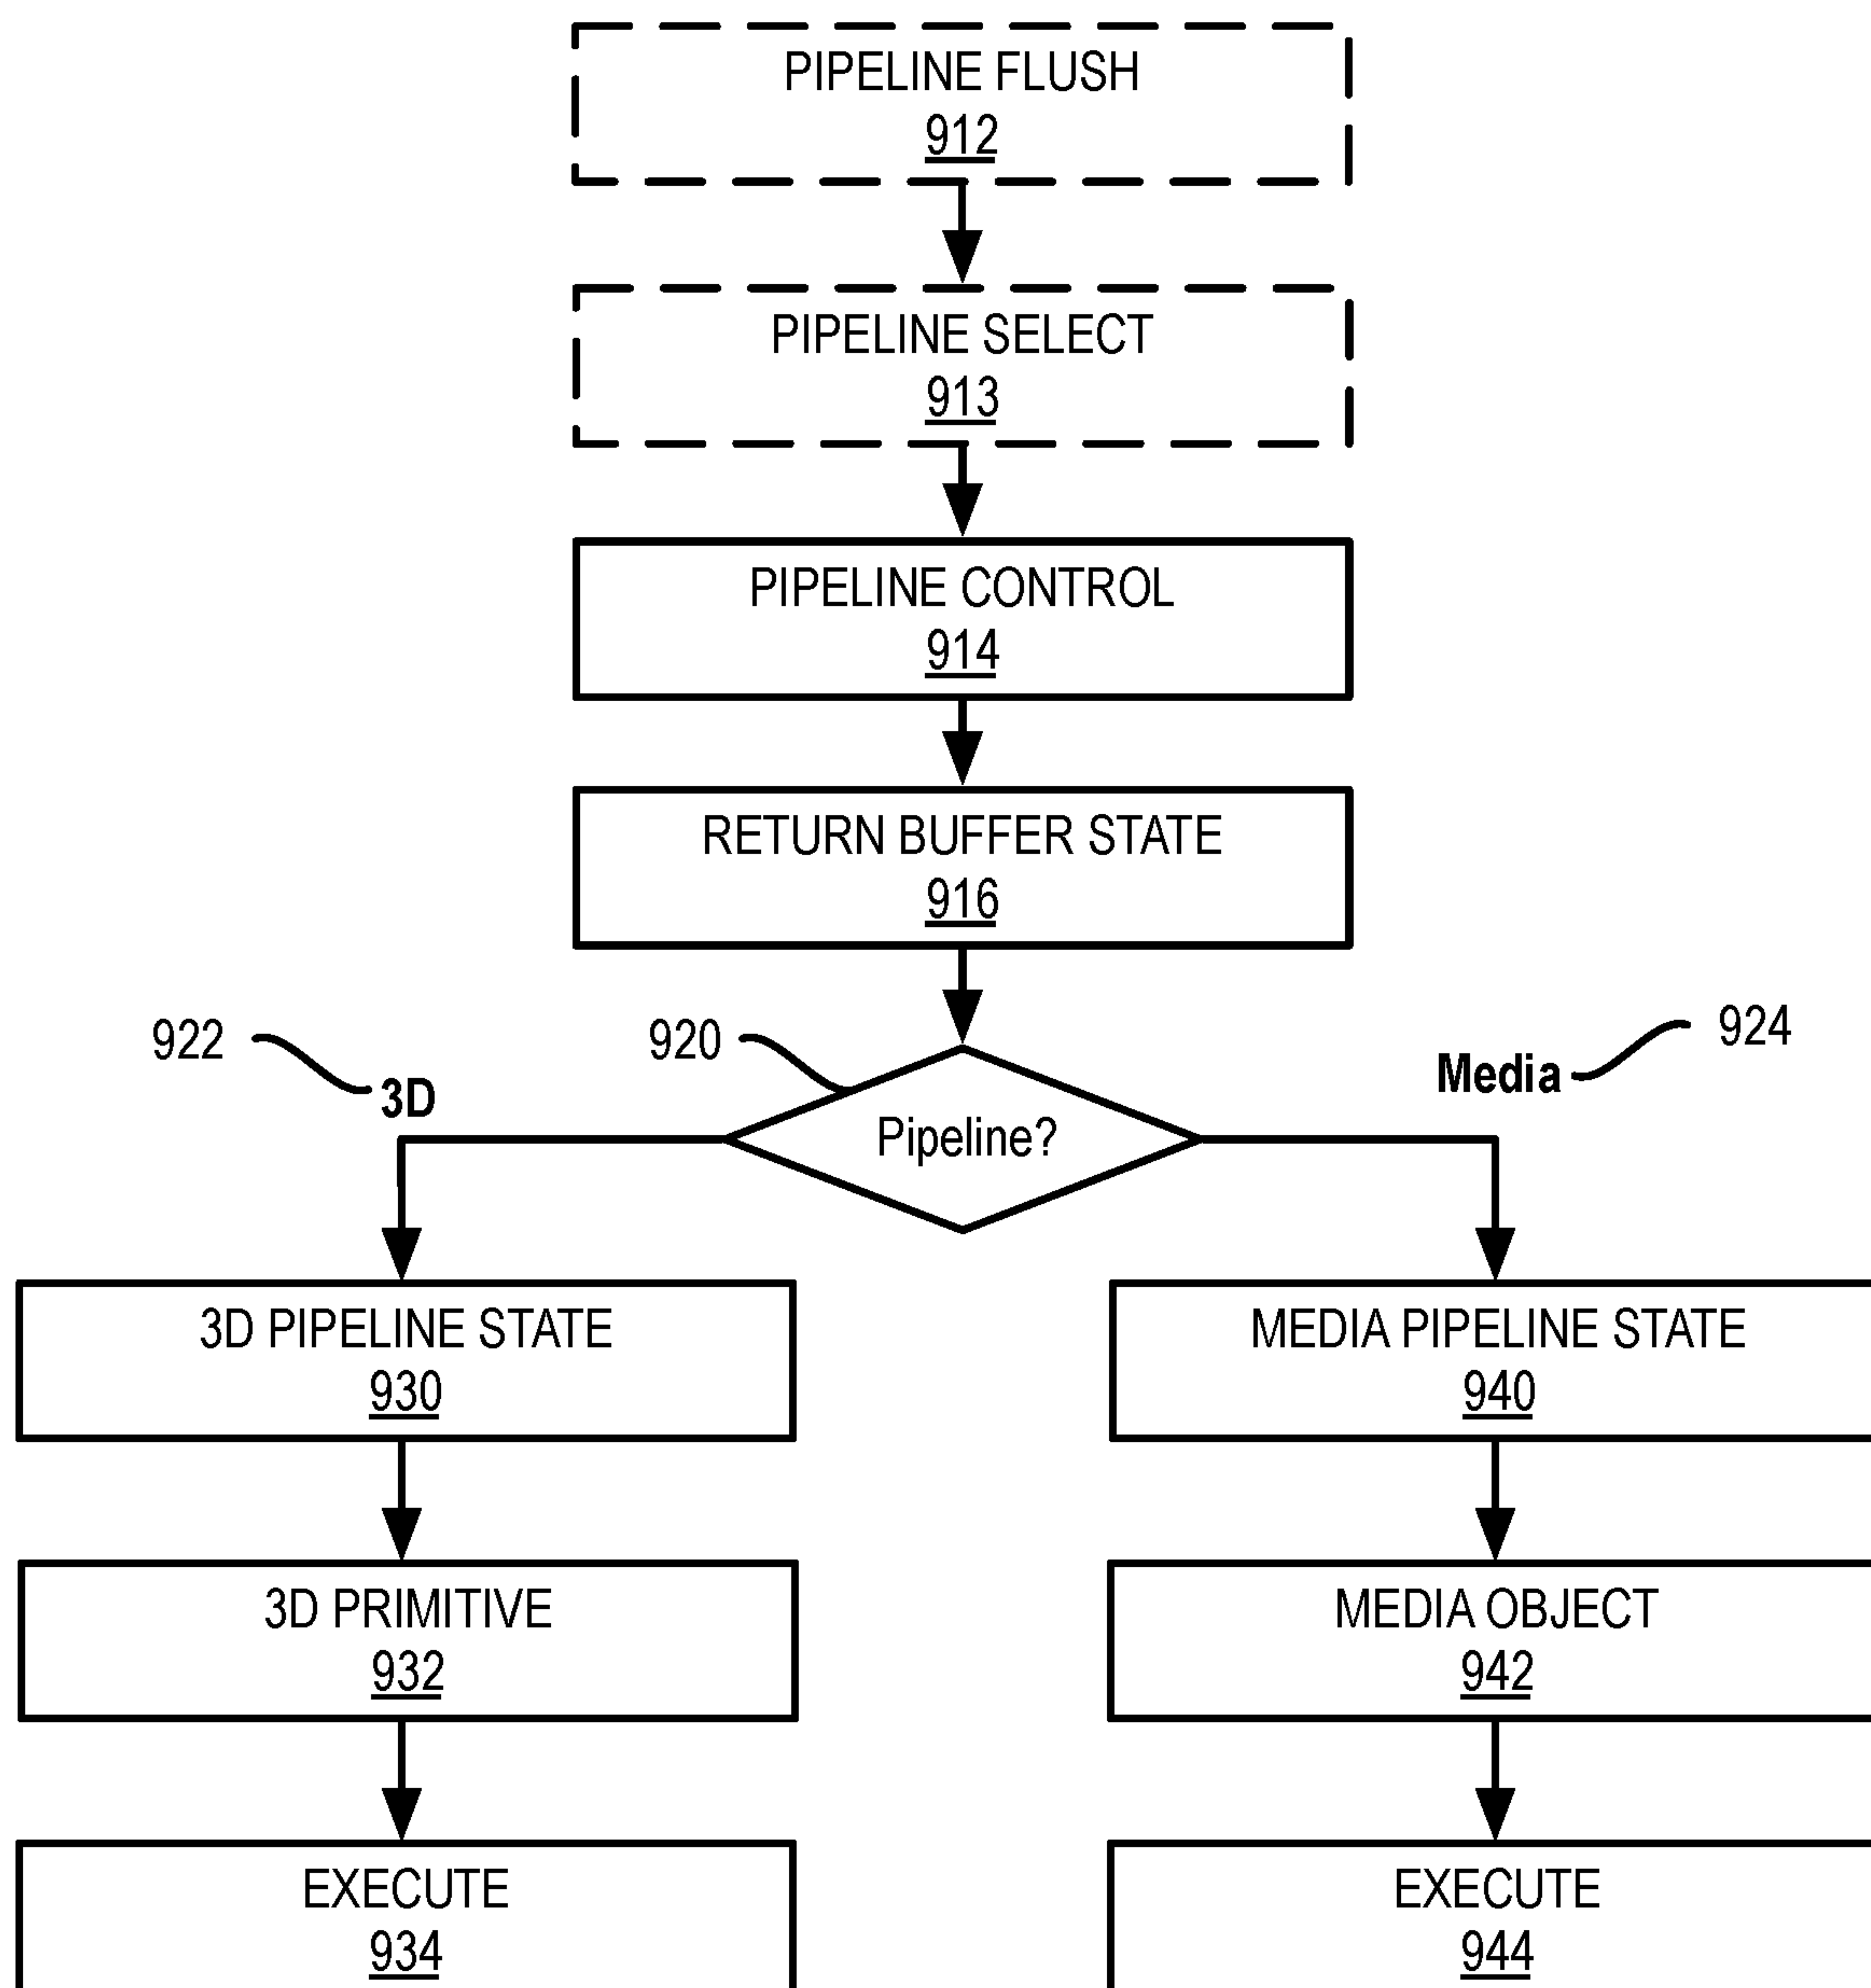 PIPELINE FLUSH
912
PIPELINE SELECT
913
PIPELINE CONTROL
914
RETURN BUFFER STATE
916
922
920
924
3D
Media
Pipeline?
3D PIPELINE STATE
930
MEDIA PIPELINE STATE
940
3D PRIMITIVE
932
MEDIA OBJECT
942
EXECUTE
934
EXECUTE
944